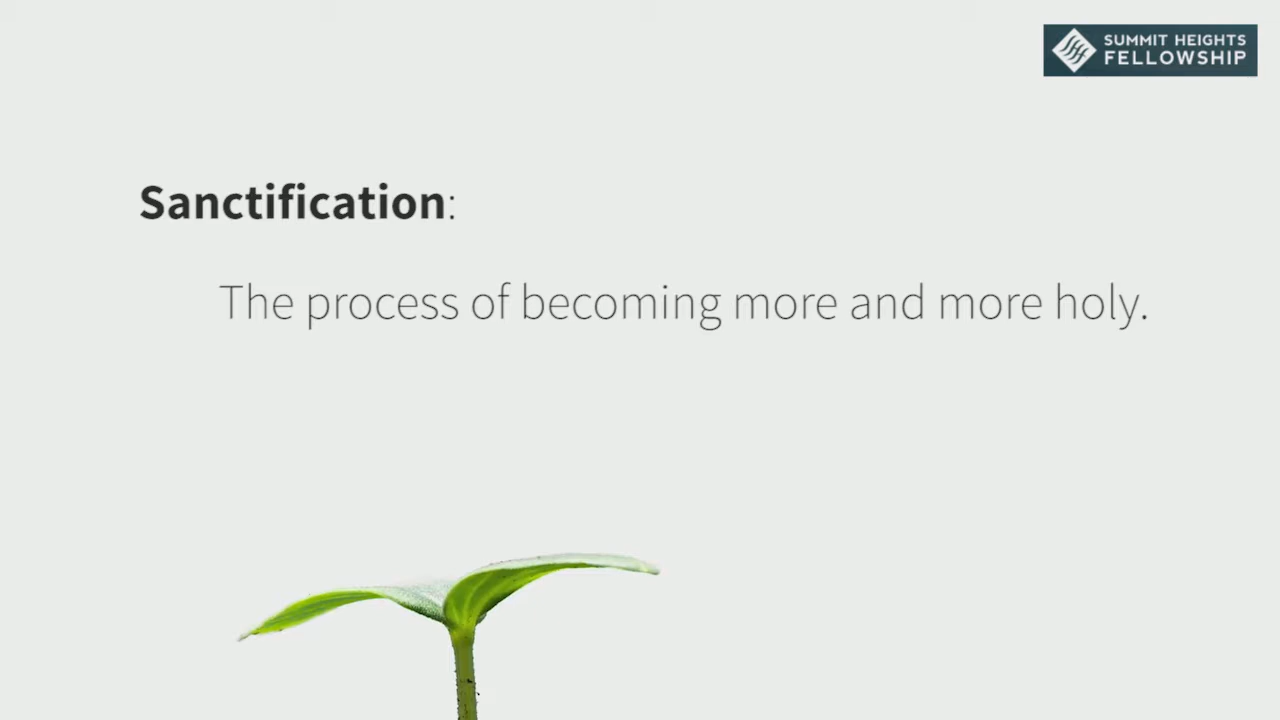 SUMMIT HEIGHTS
FELLOWSHIP
Sanctification:
The process of becoming more and more holy.